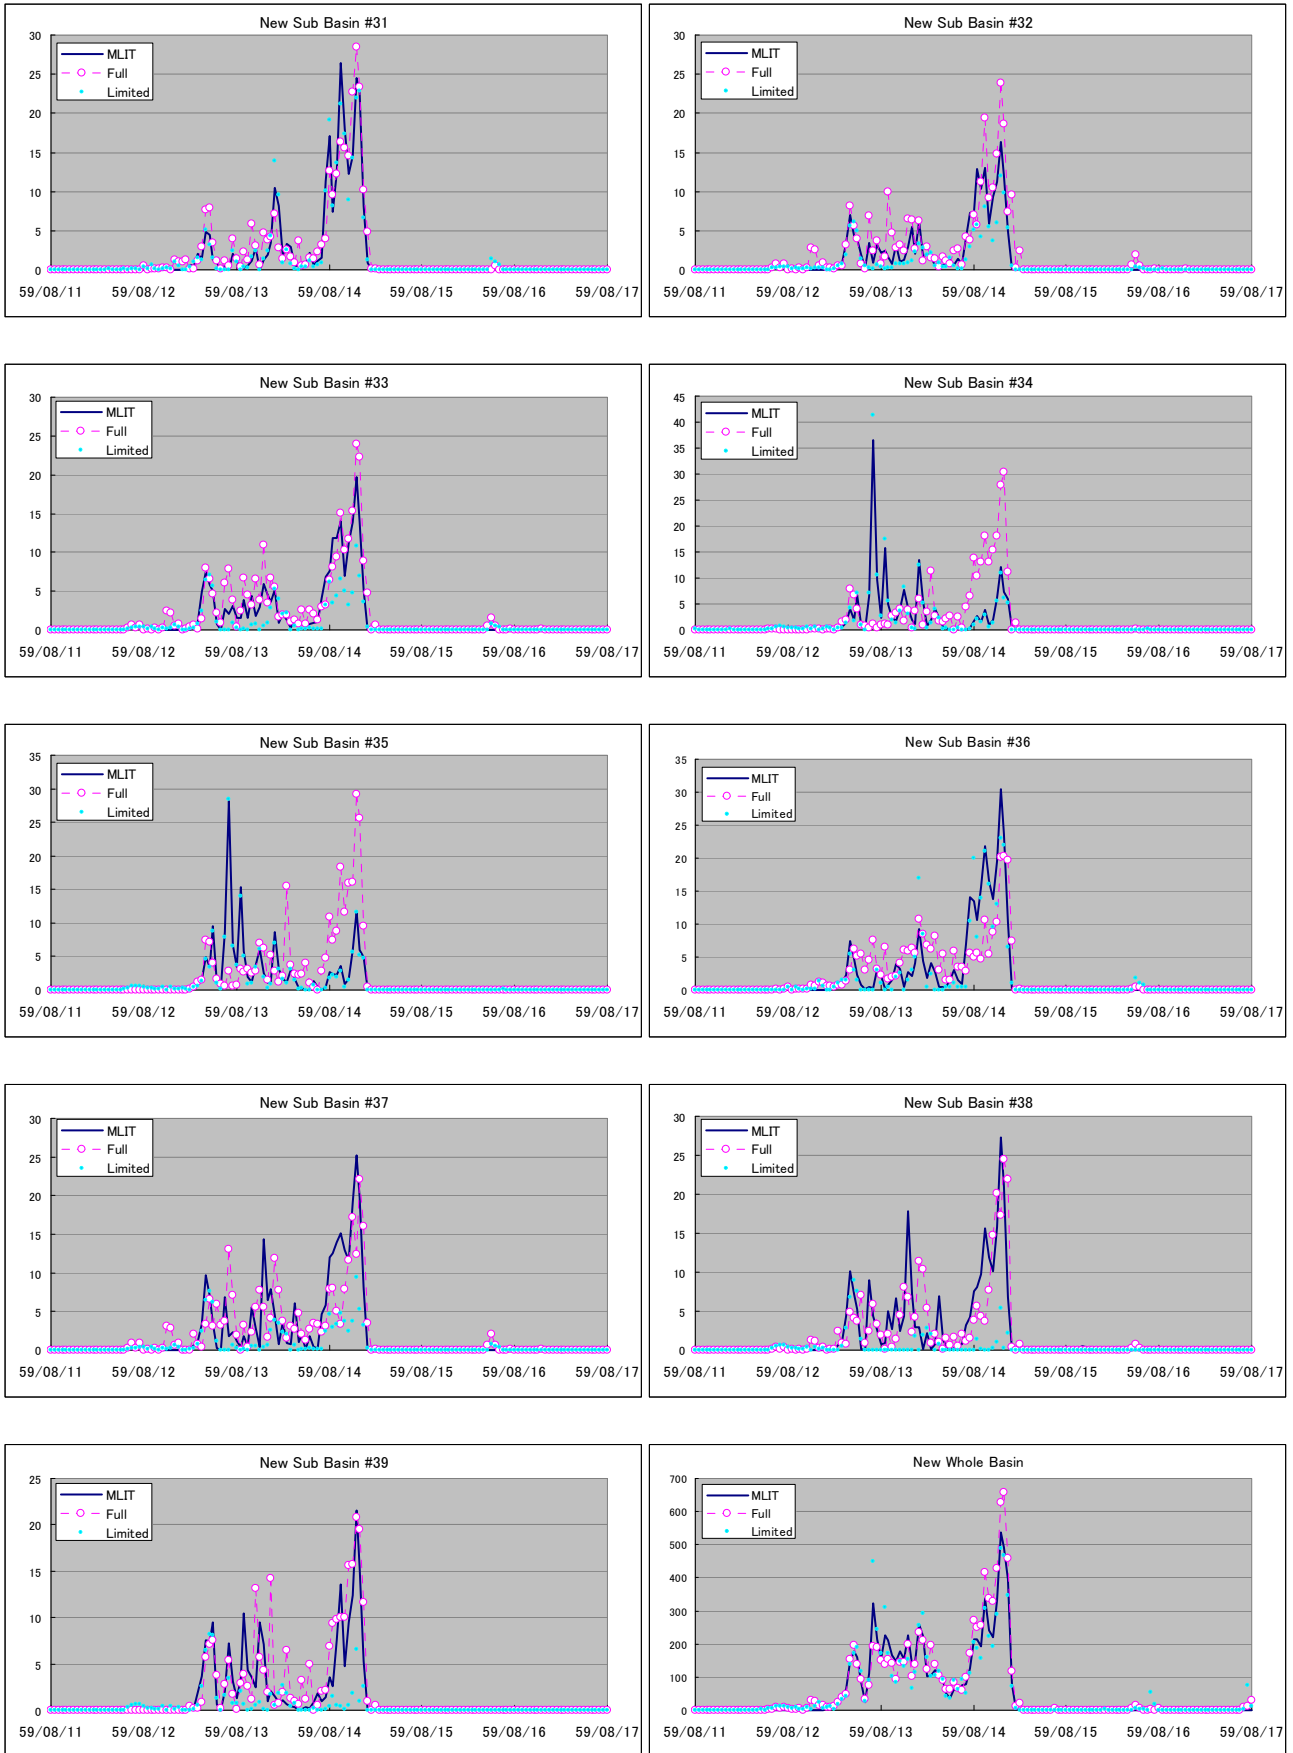 New Sub Basin #31
30
25
20
15
10
5
0
MLIT
Full
Limited
59/08/11 59/08/12 59/08/13 59/08/14 59/08/15 59/08/16 59/08/17
New Sub Basin #32
30
25
20
15
10
5
0
MLIT
Full
Limited
59/08/11 59/08/12 59/08/13 59/08/14 59/08/15 59/08/16 59/08/17
New Sub Basin #33
30
25
20
15
10
5
0
MLIT
Full
Limited
59/08/11 59/08/12 59/08/13 59/08/14 59/08/15 59/08/16 59/08/17
New Sub Basin #34
45
40
35
30
25
20
15
10
5
0
MLIT
Full
Limited
59/08/11 59/08/12 59/08/13 59/08/14 59/08/15 59/08/16 59/08/17
New Sub Basin #35
35
30
25
20
15
10
5
0
MLIT
Full
Limited
59/08/11 59/08/12 59/08/13 59/08/14 59/08/15 59/08/16 59/08/17
New Sub Basin #36
35
30
25
20
15
10
5
0
MLIT
Full
Limited
59/08/11 59/08/12 59/08/13 59/08/14 59/08/15 59/08/16 59/08/17
New Sub Basin #37
30
25
20
15
10
5
0
MLIT
Full
Limited
59/08/11 59/08/12 59/08/13 59/08/14 59/08/15 59/08/16 59/08/17
New Sub Basin #38
30
25
20
15
10
5
0
MLIT
Full
Limited
59/08/11 59/08/12 59/08/13 59/08/14 59/08/15 59/08/16 59/08/17
New Sub Basin #39
25
20
15
10
5
0
MLIT
Full
Limited
59/08/11 59/08/12 59/08/13 59/08/14 59/08/15 59/08/16 59/08/17
New Whole Basin
700
600
500
400
300
200
100
0
MLIT
Full
Limited
59/08/11 59/08/12 59/08/13 59/08/14 59/08/15 59/08/16 59/08/17